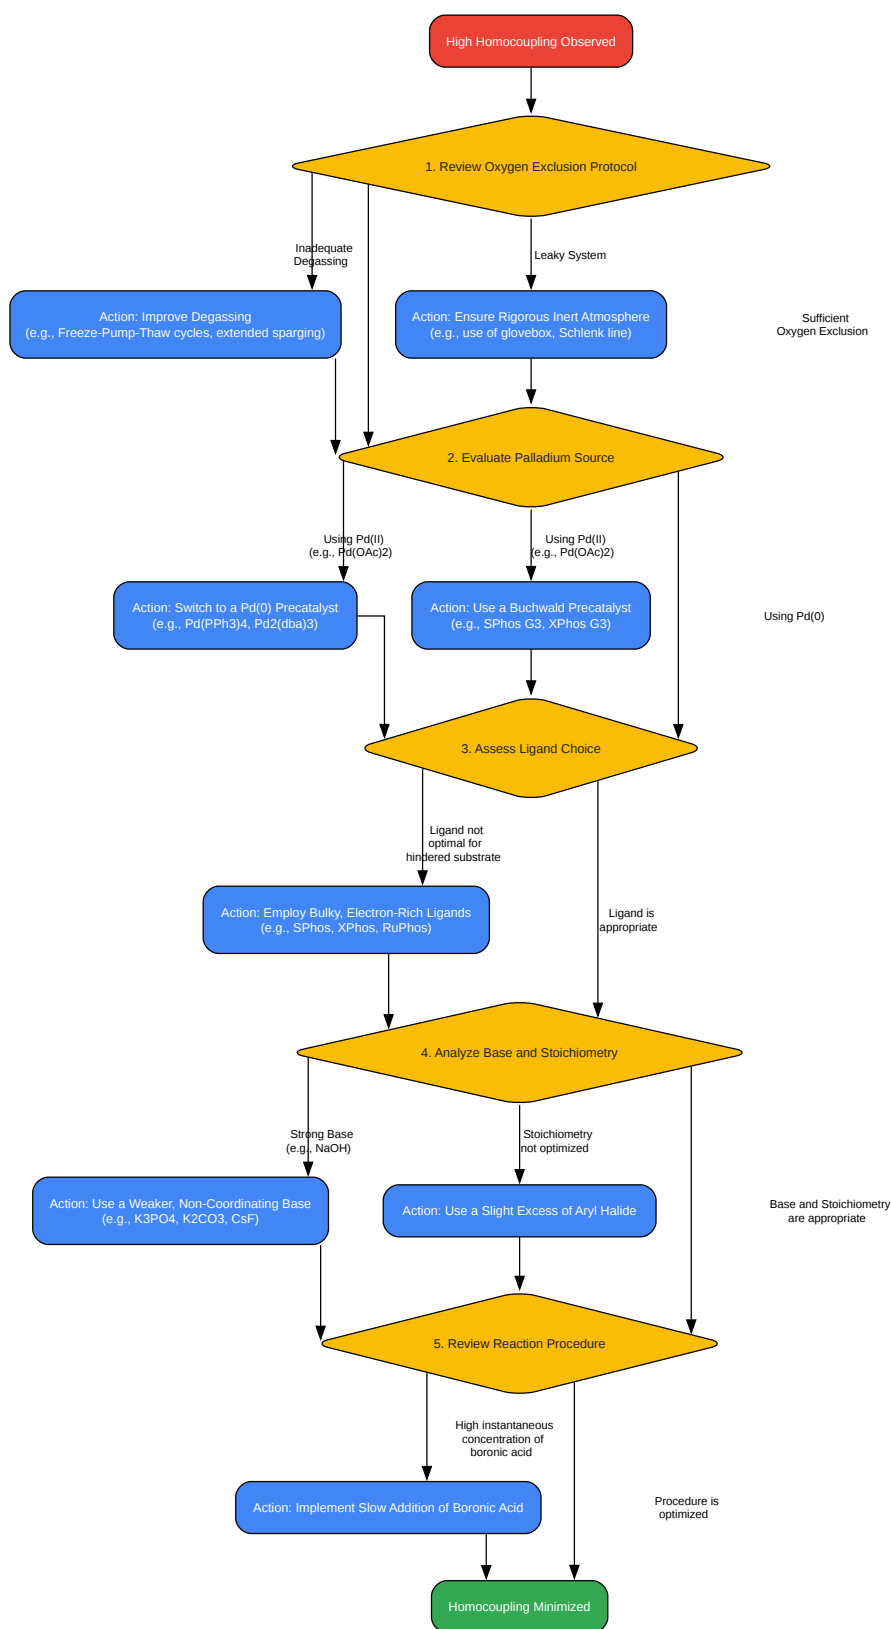 High Homocoupling Observed
1. Review Oxygen Exclusion Protocol
Inadequate
Degassing
Leaky System
Action: Improve Degassing
(e.g., Freeze-Pump-Thaw cycles, extended sparging)
Action: Ensure Rigorous Inert Atmosphere
(e.g., use of glovebox, Schlenk line)
Sufficient
Oxygen Exclusion
2. Evaluate Palladium Source
Using Pd(II)
(e.g., Pd(OAc)2)
Using Pd(II)
(e.g., Pd(OAc)2)
Action: Switch to a Pd(0) Precatalyst
(e.g., Pd(PPh3)4, Pd2(dba)3)
Action: Use a Buchwald Precatalyst
(e.g., SPhos G3, XPhos G3)
Using Pd(0)
3. Assess Ligand Choice
Ligand not
optimal for
hindered substrate
Action: Employ Bulky, Electron-Rich Ligands
(e.g., SPhos, XPhos, RuPhos)
Ligand is
appropriate
4. Analyze Base and Stoichiometry
Strong Base
(e.g., NaOH)
Stoichiometry
not optimized
Action: Use a Weaker, Non-Coordinating Base
(e.g., K3PO4, K2CO3, CsF)
Action: Use a Slight Excess of Aryl Halide
Base and Stoichiometry
are appropriate
5. Review Reaction Procedure
High instantaneous
concentration of
boronic acid
Action: Implement Slow Addition of Boronic Acid
Procedure is
optimized
Homocoupling Minimized